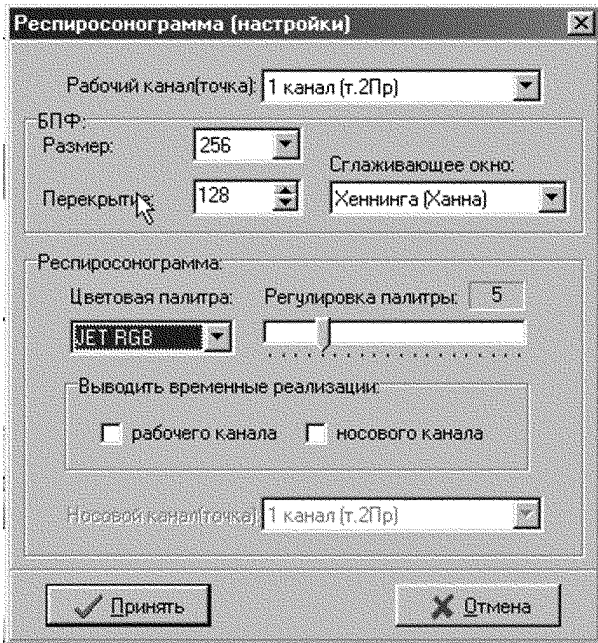 Респиросонограмма (настройки)
Рабочий канал(точка): 1 канал (т.2Пр)
БПФ:
Размер: 256
Сглаживающее окно:
Перекрытие: 128 Хеннинга (Ханна)
Респиросонограмма:
Цветовая палитра: Регулировка палитры: 5
JET RGB
Выводить временные реализации:
рабочего канала носового канала
Носовой канал(точка): 1 канал (т.2Пр)
Принять Отмена